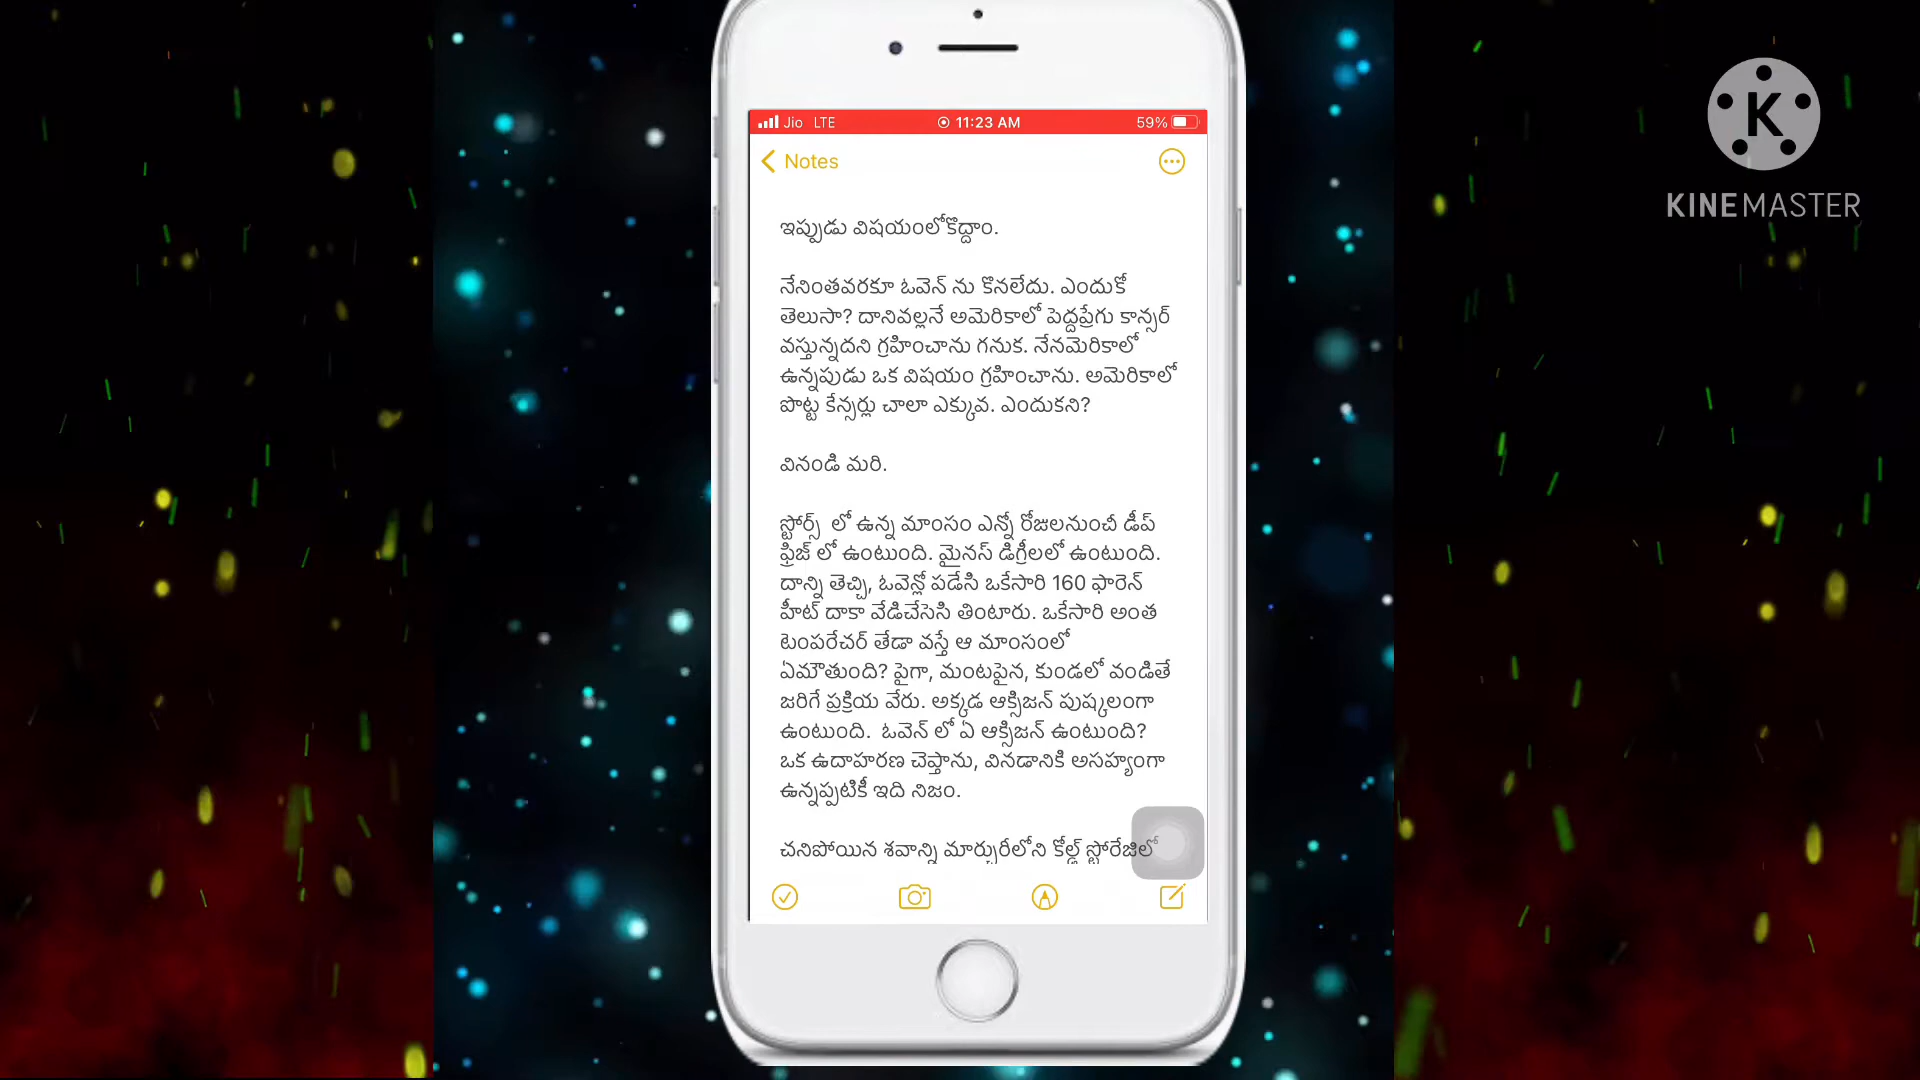 Jio LTE 11:23 AM 59%
KINEMASTER
Notes
ఇప్పుడు విషయంలోకొద్దాం.
నేనింతవరకూ ఓవెన్ ను కొనలేదు. ఎందుకో
తెలుసా? దానివల్లనే అమెరికాలో పెద్దప్రేగు కాన్సర్
వస్తున్నదని గ్రహించాను గనుక. నేనమెరికాలో
ఉన్నపుడు ఒక విషయం గ్రహించాను. అమెరికాలో
పొట్ట కేన్సర్లు చాలా ఎక్కువ. ఎందుకని?
వినండి మరి.
స్టోర్స్ లో ఉన్న మాంసం ఎన్నో రోజులనుంచీ డీప్
ఫ్రిజ్ లో ఉంటుంది. మైనస్ డిగ్రీలలో ఉంటుంది.
దాన్ని తెచ్చి, ఓవెన్లో పడేసి ఒకేసారి 160 ఫారెన్
హీట్ దాకా వేడిచేసెసి తింటారు. ఒకేసారి అంత
టెంపరేచర్ తేడా వస్తే ఆ మాంసంలో
ఏమౌతుంది? పైగా, మంటపైన, కుండలో వండితే
జరిగే ప్రక్రియ వేరు. అక్కడ ఆక్సిజన్ పుష్కలంగా
ఉంటుంది. ఓవెన్ లో ఏ ఆక్సిజన్ ఉంటుంది?
ఒక ఉదాహరణ చెప్తాను, వినడానికి అసహ్యంగా
ఉన్నప్పటికీ ఇది నిజం.
చనిపోయిన శవాన్ని మార్చురీలోని కోల్డ్ స్టోరేజిలో